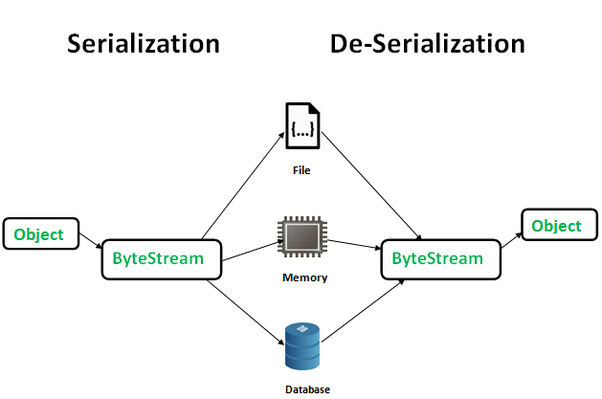 Serialization
De-Serialization
{...}
File
Object
ByteStream
Memory
ByteStream
Object
Database